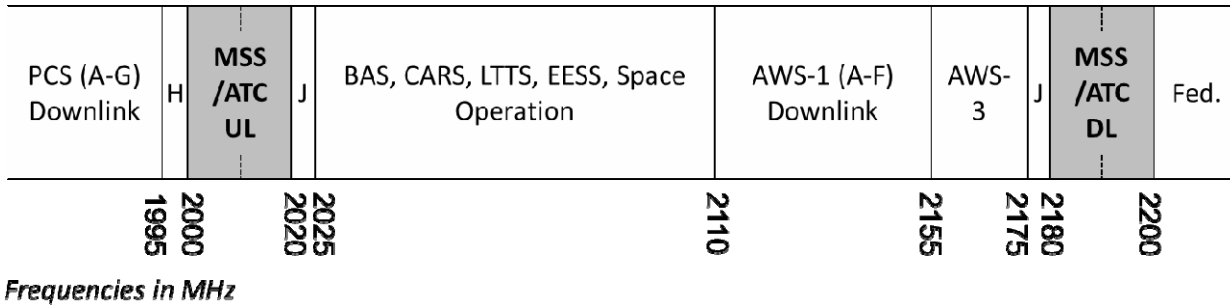 PCS (A-G)
Downlink
H
MSS
/ATC
UL
J
BAS, CARS, LTTS, EESS, Space
Operation
AWS-1 (A-F)
Downlink
AWS-
3
J
MSS
/ATC
DL
Fed.
1995
2000
2020
2025
2110
2155
2175
2180
2200
Frequencies in MHz